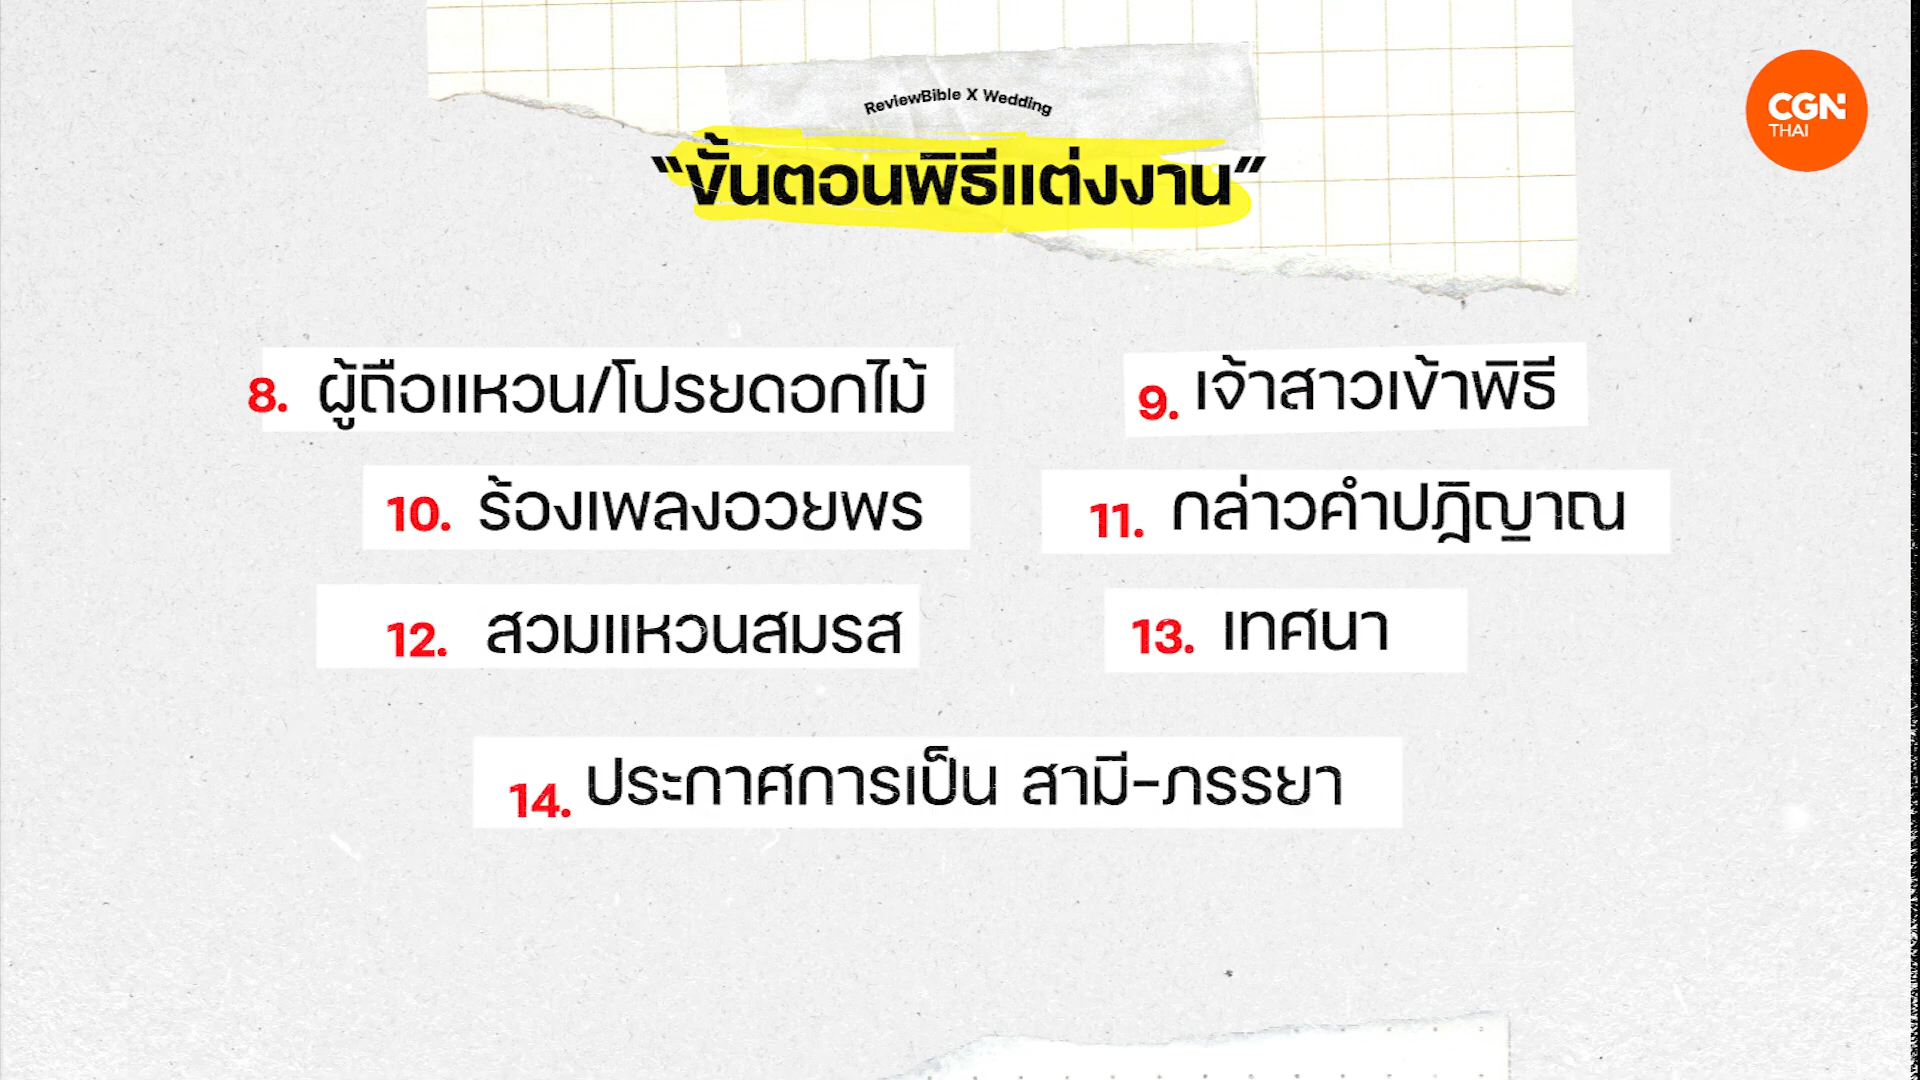 ReviewBible X Wedding
CGN
THAI
“ขั้นตอนพิธีแต่งงาน”
8. ผู้ถือแหวน/โปรยดอกไม้
9. เจ้าสาวเข้าพิธี
10. ร้องเพลงอวยพร
11. กล่าวคำปฎิญาณ
12. สวมแหวนสมรส
13. เทศนา
14. ประกาศการเป็น สามี-ภรรยา